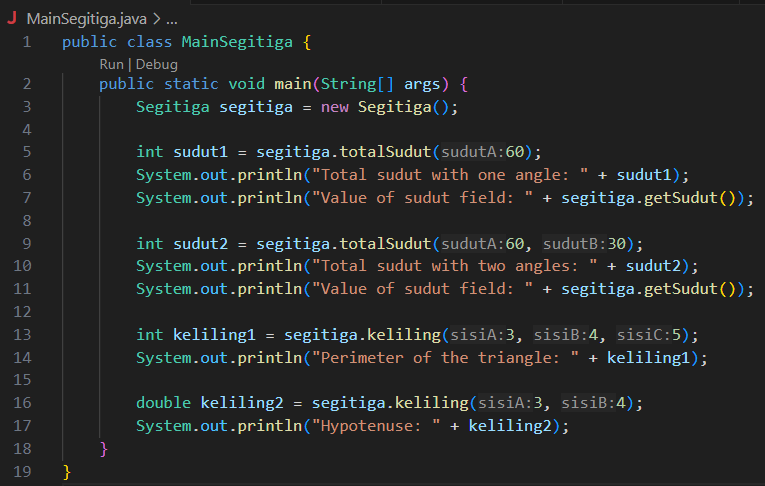 J MainSegitiga.java > ...
1 public class MainSegitiga {
Run | Debug
2 public static void main(String[] args) {
3 Segitiga segitiga = new Segitiga();
4
5 int sudut1 = segitiga.totalSudut(sudutA:60);
6 System.out.println("Total sudut with one angle: " + sudut1);
7 System.out.println("Value of sudut field: " + segitiga.getSudut());
8
9 int sudut2 = segitiga.totalSudut(sudutA:60, sudutB:30);
10 System.out.println("Total sudut with two angles: " + sudut2);
11 System.out.println("Value of sudut field: " + segitiga.getSudut());
12
13 int keliling1 = segitiga.keliling(sisiA:3, sisiB:4, sisiC:5);
14 System.out.println("Perimeter of the triangle: " + keliling1);
15
16 double keliling2 = segitiga.keliling(sisiA:3, sisiB:4);
17 System.out.println("Hypotenuse: " + keliling2);
18 }
19 }